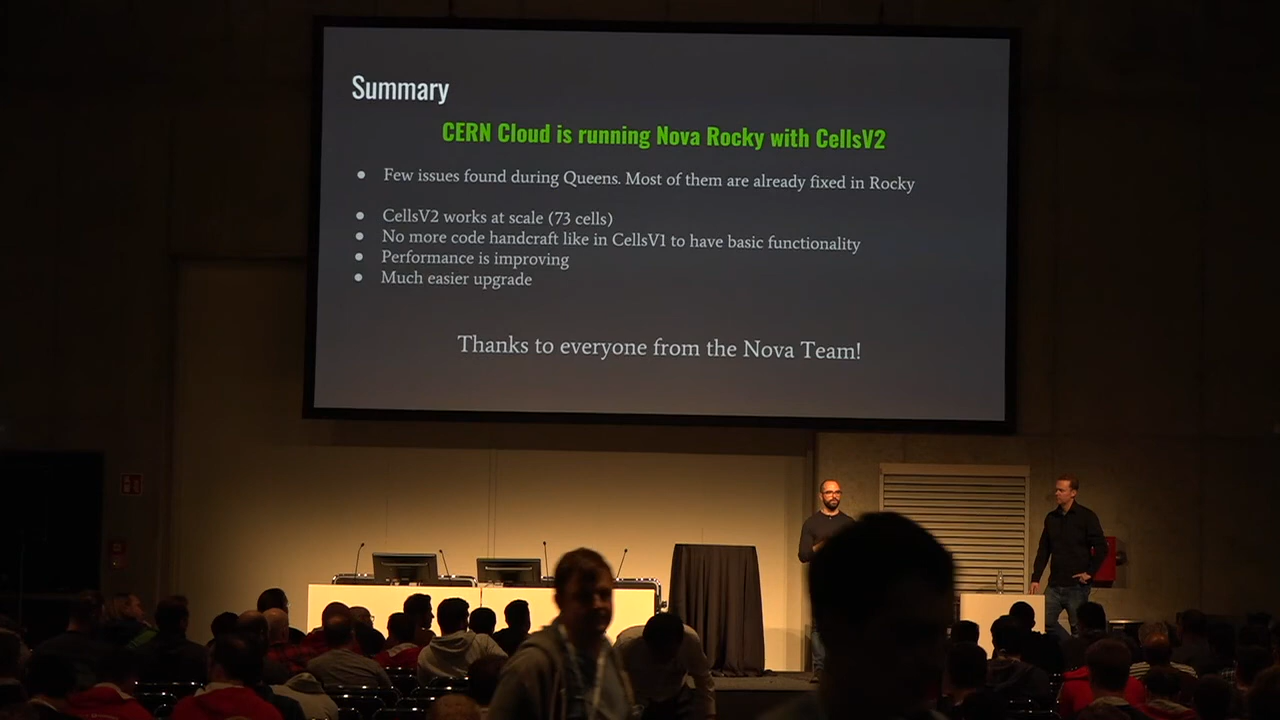 Summary
CERN Cloud is running Nova Rocky with CellsV2
● Few issues found during Queens. Most of them are already fixed in Rocky
● CellsV2 works at scale (73 cells)
● No more code handcraft like in CellsV1 to have basic functionality
● Performance is improving
● Much easier upgrade
Thanks to everyone from the Nova Team!